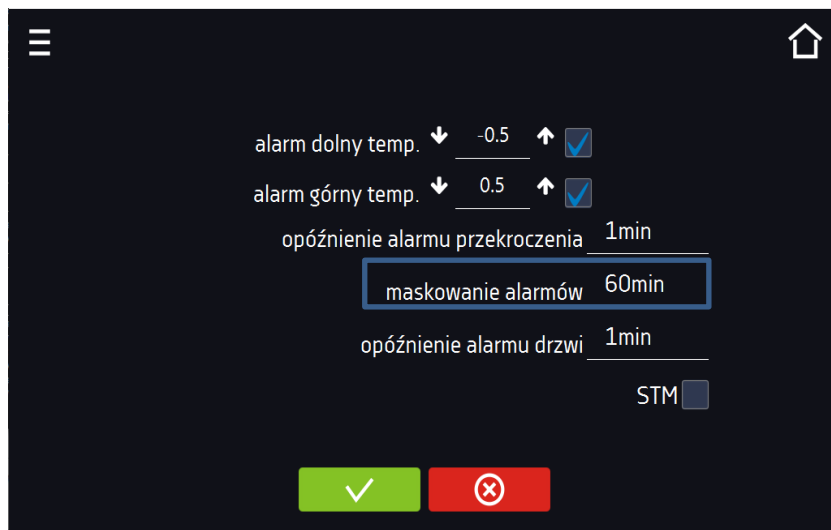 alarm dolny temp. -0.5
alarm górny temp. 0.5
opóźnienie alarmu przekroczenia 1min
maskowanie alarmów 60min
opóźnienie alarmu drzwi 1min
STM